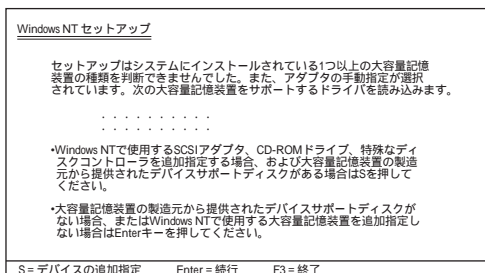 Windows NT セットアップ
セットアップはシステムにインストールされている1つ以上の大容量記憶
装置の種類を判断できませんでした。また、アダプタの手動指定が選択
されています。次の大容量記憶装置をサポートするドライバを読み込みます。
. . . . . . . . . .
. . . . . . . . . .
•Windows NTで使用するSCSIアダプタ、CD-ROMドライブ、特殊なディ
スクコントローラを追加指定する場合、および大容量記憶装置の製造
元から提供されたデバイスサポートディスクがある場合はSを押して
ください。
•大容量記憶装置の製造元から提供されたデバイスサポートディスクが
ない場合、またはWindows NTで使用する大容量記憶装置を追加指定し
ない場合はEnterキーを押してください。
S = デバイスの追加指定 Enter = 続行 F3 = 終了